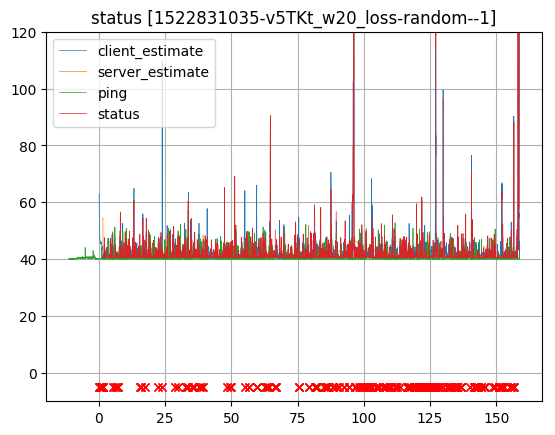 status [1522831035-v5TKt_w20_loss-random--1]
120
100
80
60
40
20
0
client_estimate
server_estimate
ping
status
0 25 50 75 100 125 150